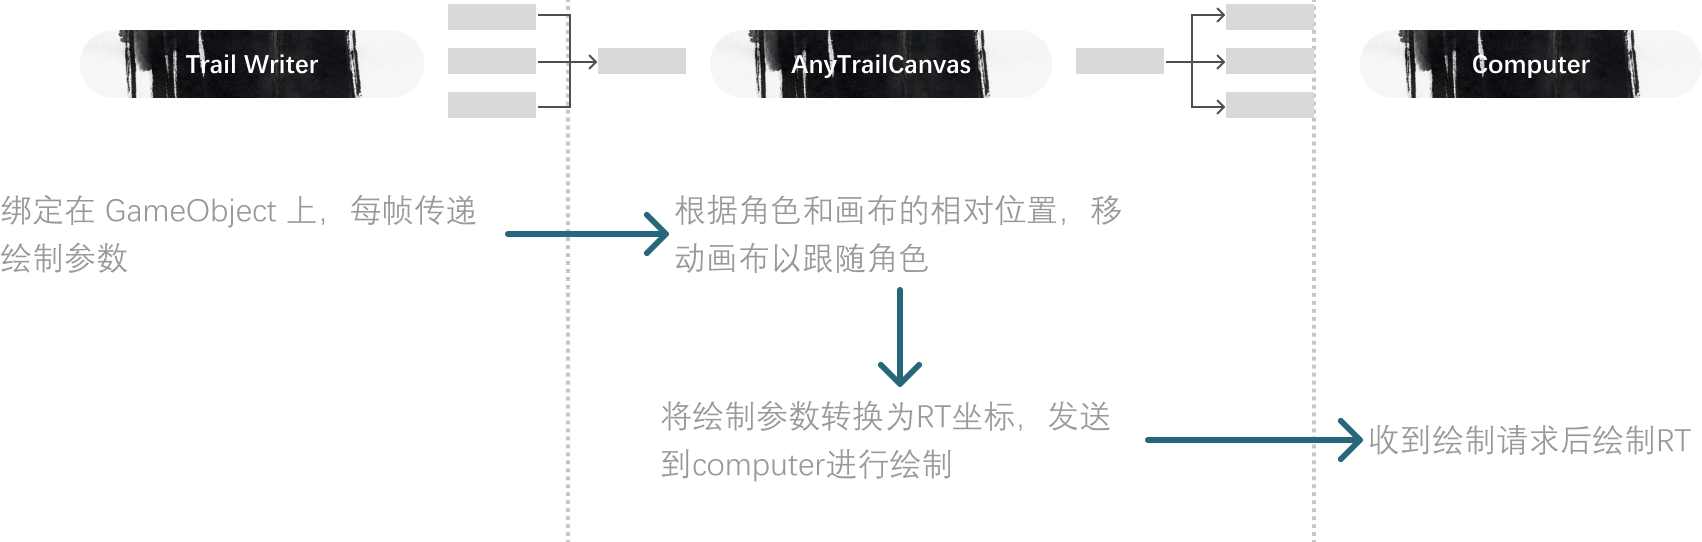 Trail Writer
AnyTrailCanvas
Computer
绑定在 GameObject 上，每帧传递
绘制参数
根据角色和画布的相对位置，移
动画布以跟随角色
将绘制参数转换为RT坐标，发送
到computer进行绘制
收到绘制请求后绘制RT